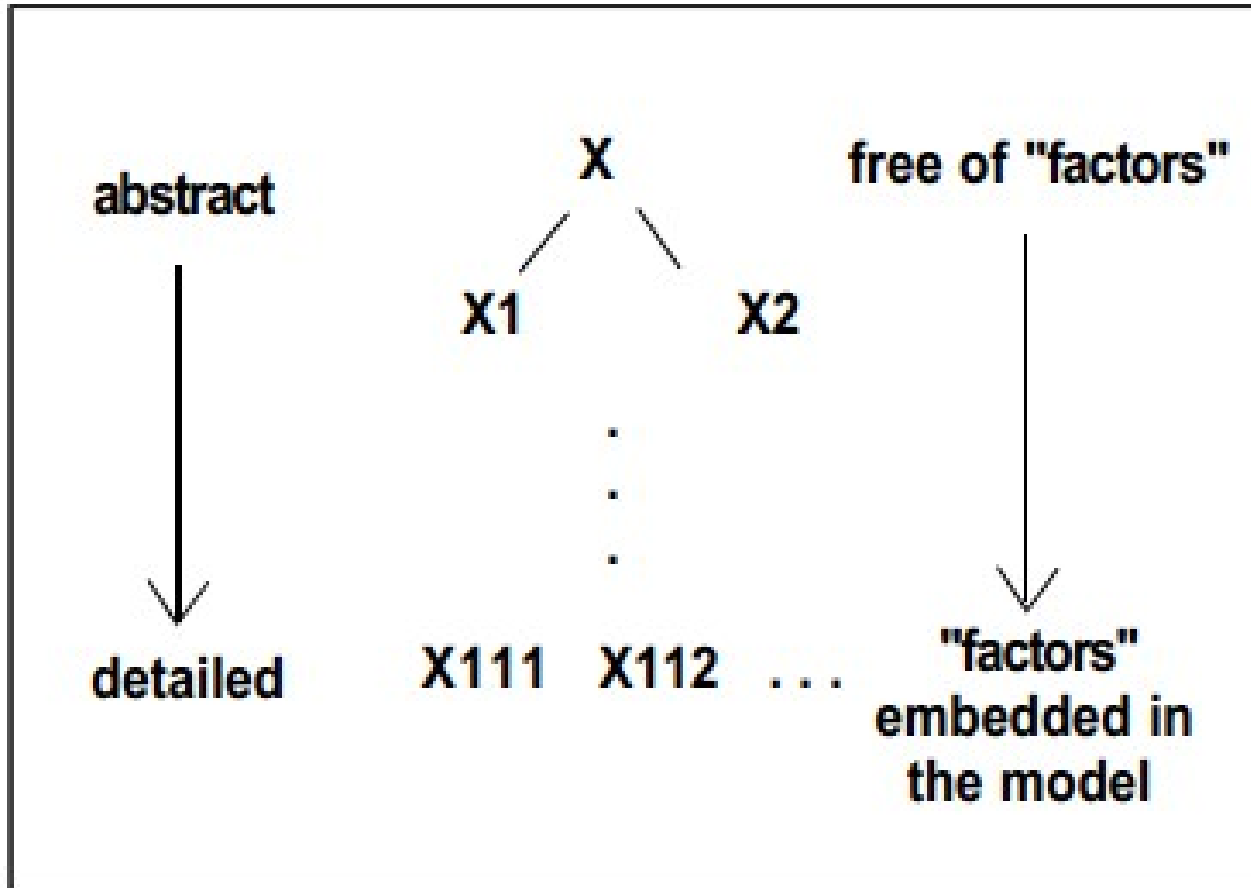 X
free of "factors"
abstract
X1 X2
.
.
.
detailed
X111 X112 . . .
"factors"
embedded in
the model